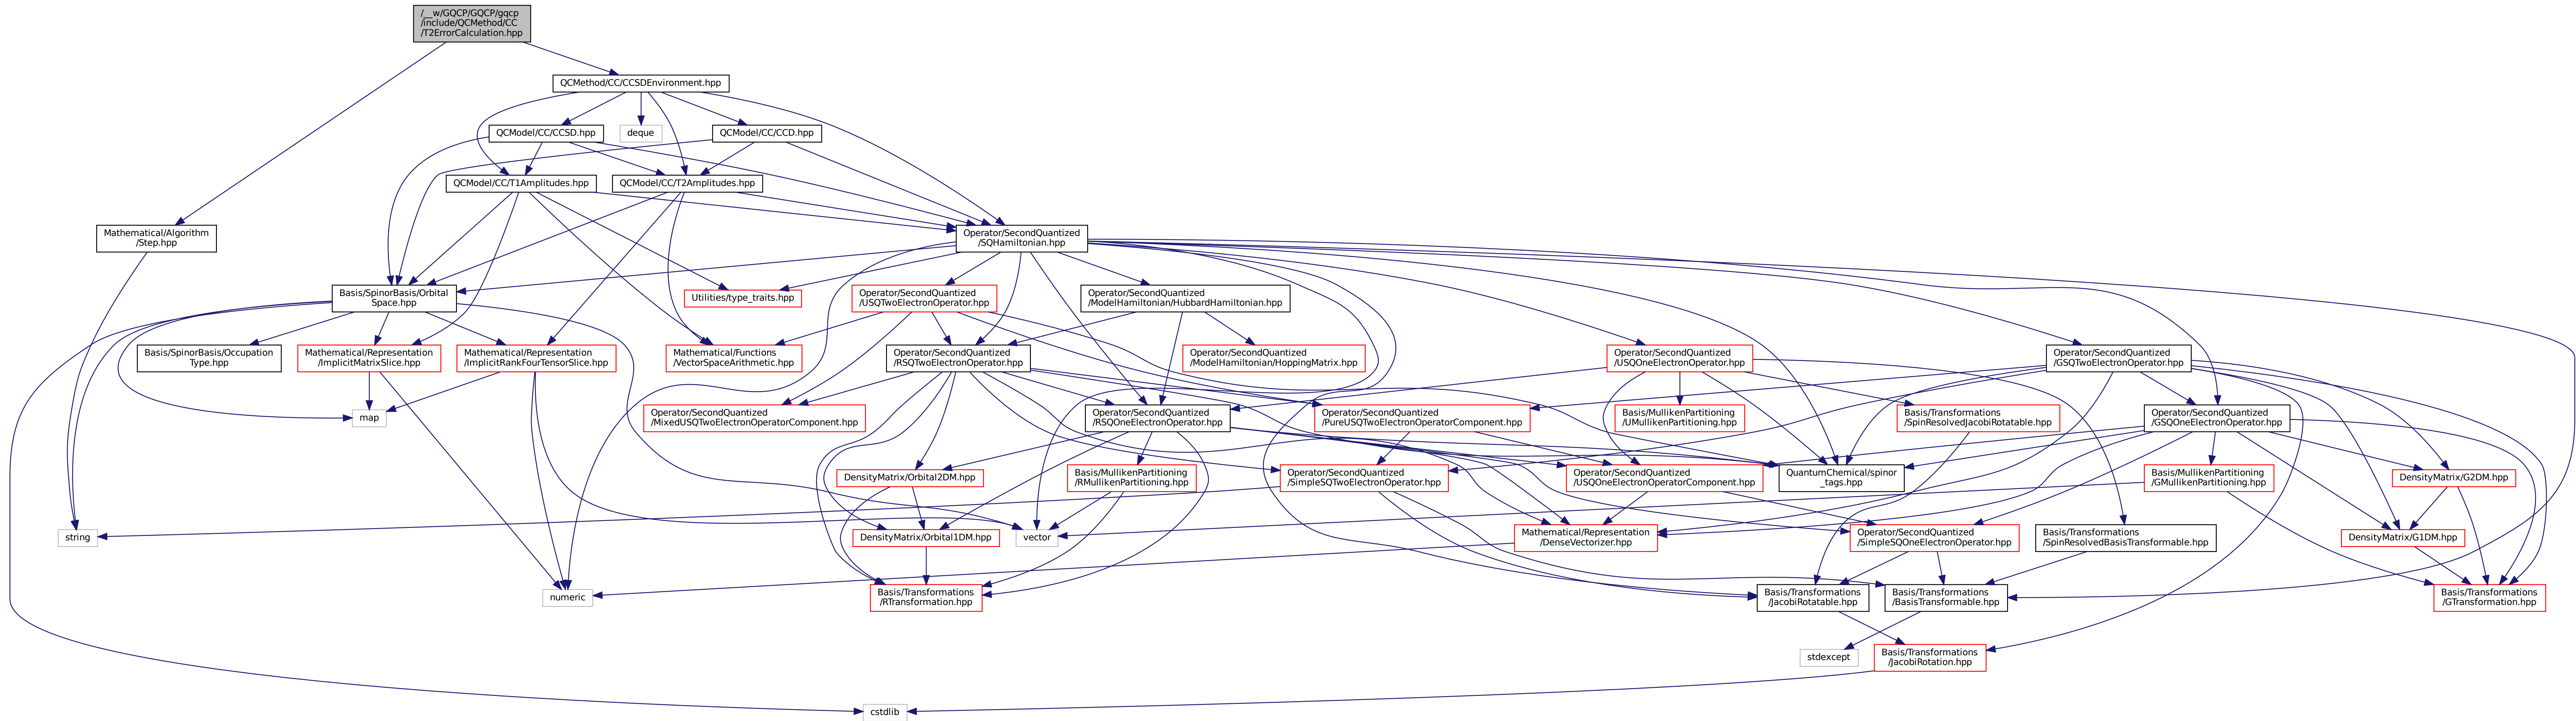 /__w/GQCP/GQCP/gqcp
/include/QCMethod/CC
/T2ErrorCalculation.hpp
QCMethod/CC/CCSDEnvironment.hpp
QCModel/CC/CCSD.hpp
deque
QCModel/CC/CCD.hpp
QCModel/CC/T1Amplitudes.hpp
QCModel/CC/T2Amplitudes.hpp
Mathematical/Algorithm
/Step.hpp
Operator/SecondQuantized
/SQHamiltonian.hpp
Basis/SpinorBasis/Orbital
Space.hpp
Utilities/type_traits.hpp
Operator/SecondQuantized
/USQTwoElectronOperator.hpp
Operator/SecondQuantized
/ModelHamiltonian/HubbardHamiltonian.hpp
Basis/SpinorBasis/Occupation
Type.hpp
Mathematical/Representation
/ImplicitMatrixSlice.hpp
Mathematical/Representation
/ImplicitRankFourTensorSlice.hpp
Mathematical/Functions
/VectorSpaceArithmetic.hpp
Operator/SecondQuantized
/RSQTwoElectronOperator.hpp
Operator/SecondQuantized
/ModelHamiltonian/HoppingMatrix.hpp
Operator/SecondQuantized
/USQOneElectronOperator.hpp
Operator/SecondQuantized
/GSQTwoElectronOperator.hpp
map
Operator/SecondQuantized
/MixedUSQTwoElectronOperatorComponent.hpp
Operator/SecondQuantized
/RSQOneElectronOperator.hpp
Operator/SecondQuantized
/PureUSQTwoElectronOperatorComponent.hpp
Basis/MullikenPartitioning
/UMullikenPartitioning.hpp
Basis/Transformations
/SpinResolvedJacobiRotatable.hpp
Operator/SecondQuantized
/GSQOneElectronOperator.hpp
DensityMatrix/Orbital2DM.hpp
Basis/MullikenPartitioning
/RMullikenPartitioning.hpp
Operator/SecondQuantized
/SimpleSQTwoElectronOperator.hpp
Operator/SecondQuantized
/USQOneElectronOperatorComponent.hpp
QuantumChemical/spinor
_tags.hpp
Basis/MullikenPartitioning
/GMullikenPartitioning.hpp
DensityMatrix/G2DM.hpp
string
DensityMatrix/Orbital1DM.hpp
vector
Mathematical/Representation
/DenseVectorizer.hpp
Operator/SecondQuantized
/SimpleSQOneElectronOperator.hpp
Basis/Transformations
/SpinResolvedBasisTransformable.hpp
DensityMatrix/G1DM.hpp
numeric
Basis/Transformations
/RTransformation.hpp
Basis/Transformations
/JacobiRotatable.hpp
Basis/Transformations
/BasisTransformable.hpp
Basis/Transformations
/GTransformation.hpp
stdexcept
Basis/Transformations
/JacobiRotation.hpp
cstdlib